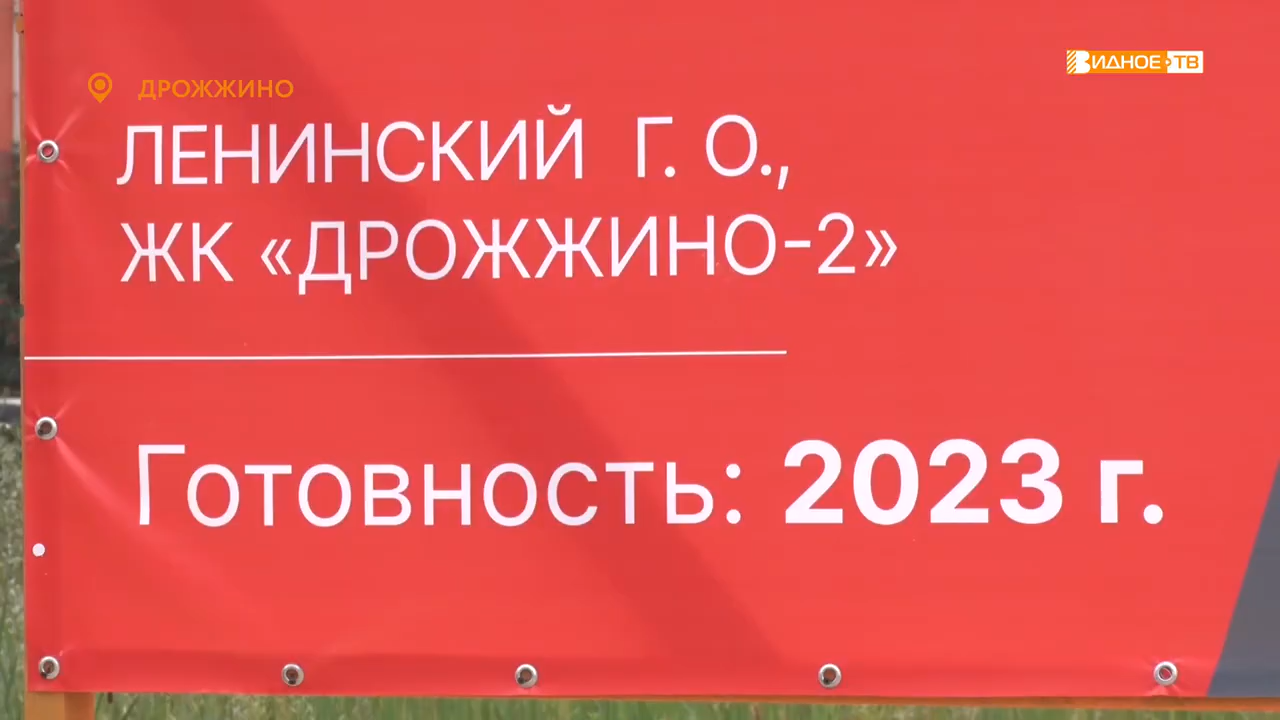 ДРОЖЖИНО
ВИДНОЕ ТВ
ЛЕНИНСКИЙ Г. О.,
ЖК «ДРОЖЖИНО-2»
Готовность: 2023 г.